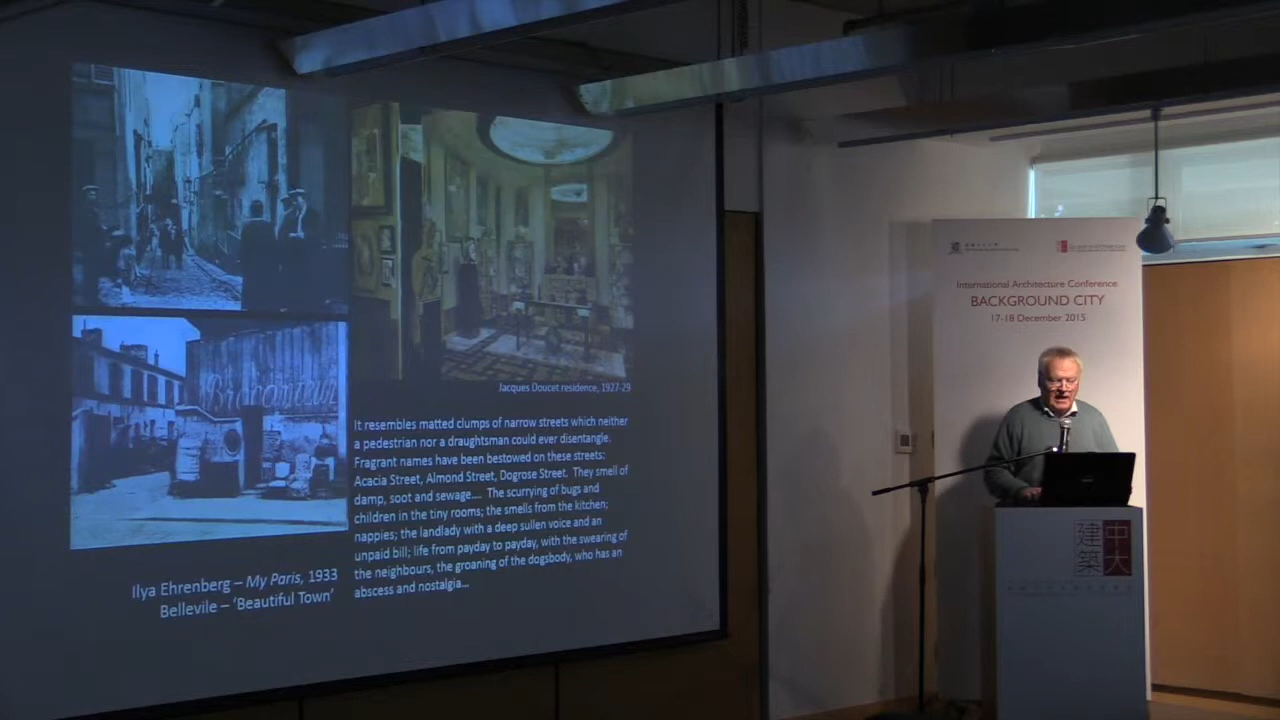 Brocanteur
Jacques Doucet residence, 1927-29
It resembles matted clumps of narrow streets which neither
a pedestrian nor a draughtsman could ever disentangle.
Fragrant names have been bestowed on these streets:
Acacia Street, Almond Street, Dogrose Street. They smell of
damp, soot and sewage.... The scurrying of bugs and
children in the tiny rooms; the smells from the kitchen;
nappies; the landlady with a deep sullen voice and an
unpaid bill; life from payday to payday, with the swearing of
the neighbours, the groaning of the dogsbody, who has an
abscess and nostalgia...
Ilya Ehrenberg – My Paris, 1933
Bellevile – ‘Beautiful Town’
International Architecture Conference
BACKGROUND CITY
17-18 December 2015
中大
建築